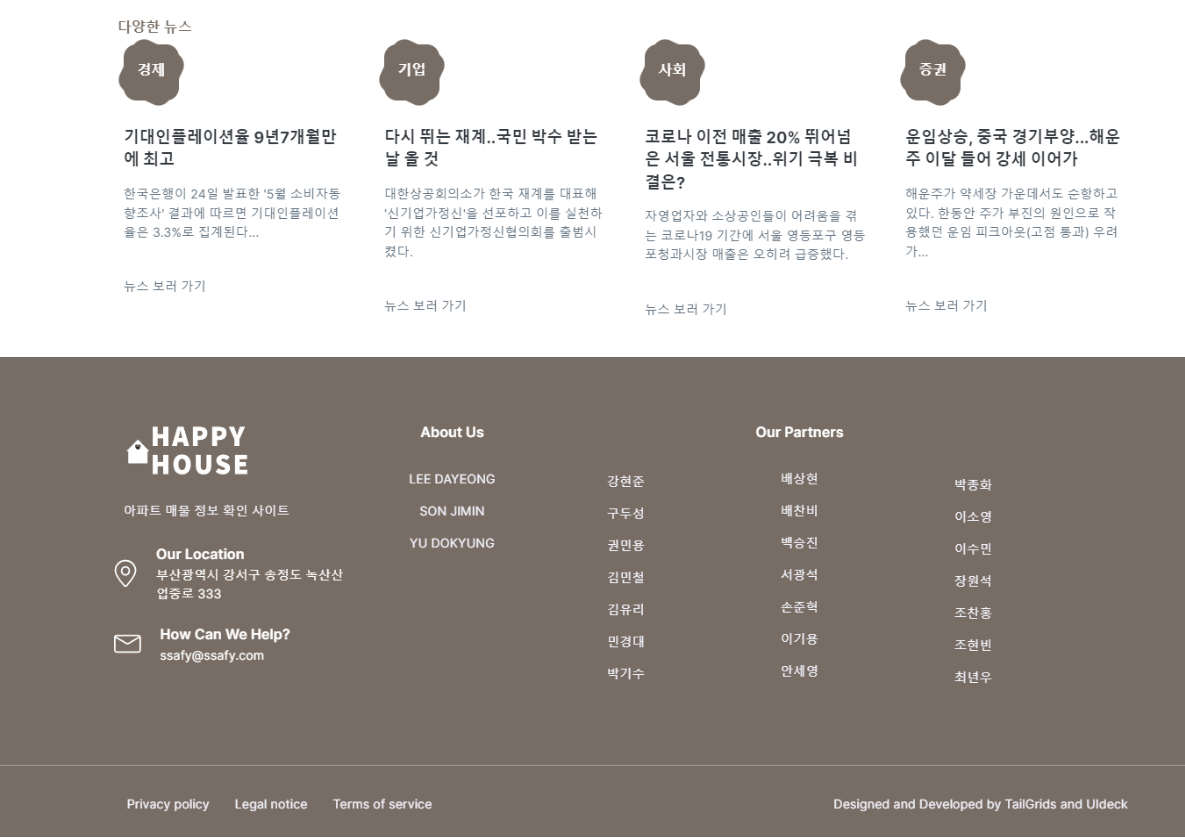 다양한 뉴스
경제
기대인플레이션율 9년7개월만
에 최고
한국은행이 24일 발표한 '5월 소비자동
향조사' 결과에 따르면 기대인플레이션
율은 3.3%로 집계된다...
뉴스 보러 가기
기업
다시 뛰는 재계..국민 박수 받는
날 올 것
대한상공회의소가 한국 재계를 대표해
'신기업가정신'을 선포하고 이를 실천하
기 위한 신기업가정신협의회를 출범시
켰다.
뉴스 보러 가기
사회
코로나 이전 매출 20% 뛰어넘
은 서울 전통시장..위기 극복 비
결은?
자영업자와 소상공인들이 어려움을 겪
는 코로나19 기간에 서울 영등포구 영등
포청과시장 매출은 오히려 급증했다.
뉴스 보러 가기
증권
운임상승, 중국 경기부양...해운
주 이달 들어 강세 이어가
해운주가 약세장 가운데서도 순항하고
있다. 한동안 주가 부진의 원인으로 작
용했던 운임 피크아웃(고점 통과) 우려
가...
뉴스 보러 가기
HAPPY
HOUSE
아파트 매물 정보 확인 사이트
Our Location
부산광역시 강서구 송정도 녹산산
업중로 333
How Can We Help?
ssafy@ssafy.com
About Us
LEE DAYEONG
SON JIMIN
YU DOKYUNG
Our Partners
강현준
구두성
권민용
김민철
김유리
민경대
박기수
배상현
배찬비
백승진
서광석
손준혁
이기용
안세영
박종화
이소영
이수민
장원석
조찬홍
조현빈
최년우
Privacy policy
Legal notice
Terms of service
Designed and Developed by TailGrids and UIdeck